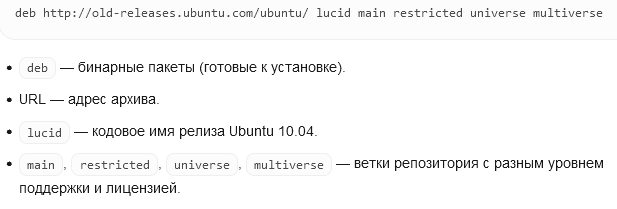 deb http://old-releases.ubuntu.com/ubuntu/ lucid main restricted universe multiverse
• deb — бинарные пакеты (готовые к установке).
• URL — адрес архива.
• lucid — кодовое имя релиза Ubuntu 10.04.
• main, restricted, universe, multiverse — ветки репозитория с разным уровнем
поддержки и лицензией.